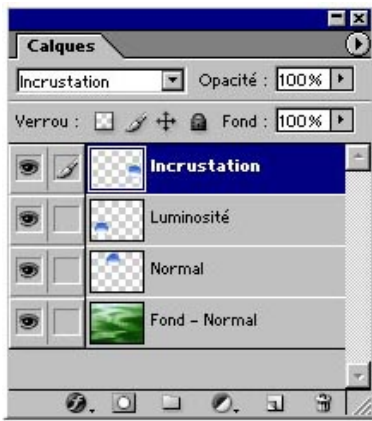 Calques
Incrustation Opacité : 100%
Verrou : Fond : 100%
Incrustation
Luminosité
Normal
Fond - Normal